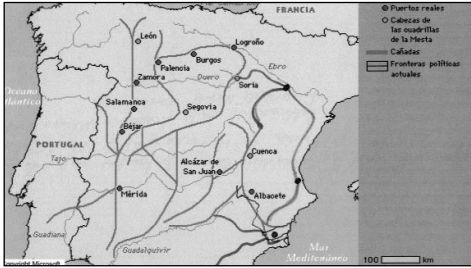 FRANCIA
León
Logroño
Burgos
Palencia
Ebro
Zamora
Duero
Soria
Océano
Atlántico
Salamanca
Segovia
Béjar
PORTUGAL
Tajo
Alcázar de
San Juan
Cuenca
Mérida
Albacete
Guadiana
Guadalquivir
Mar
Mediterráneo
Puertos reales
Cabezas de
las cuadrillas
de la Mesta
Cañadas
Fronteras políticas
actuales
100 km